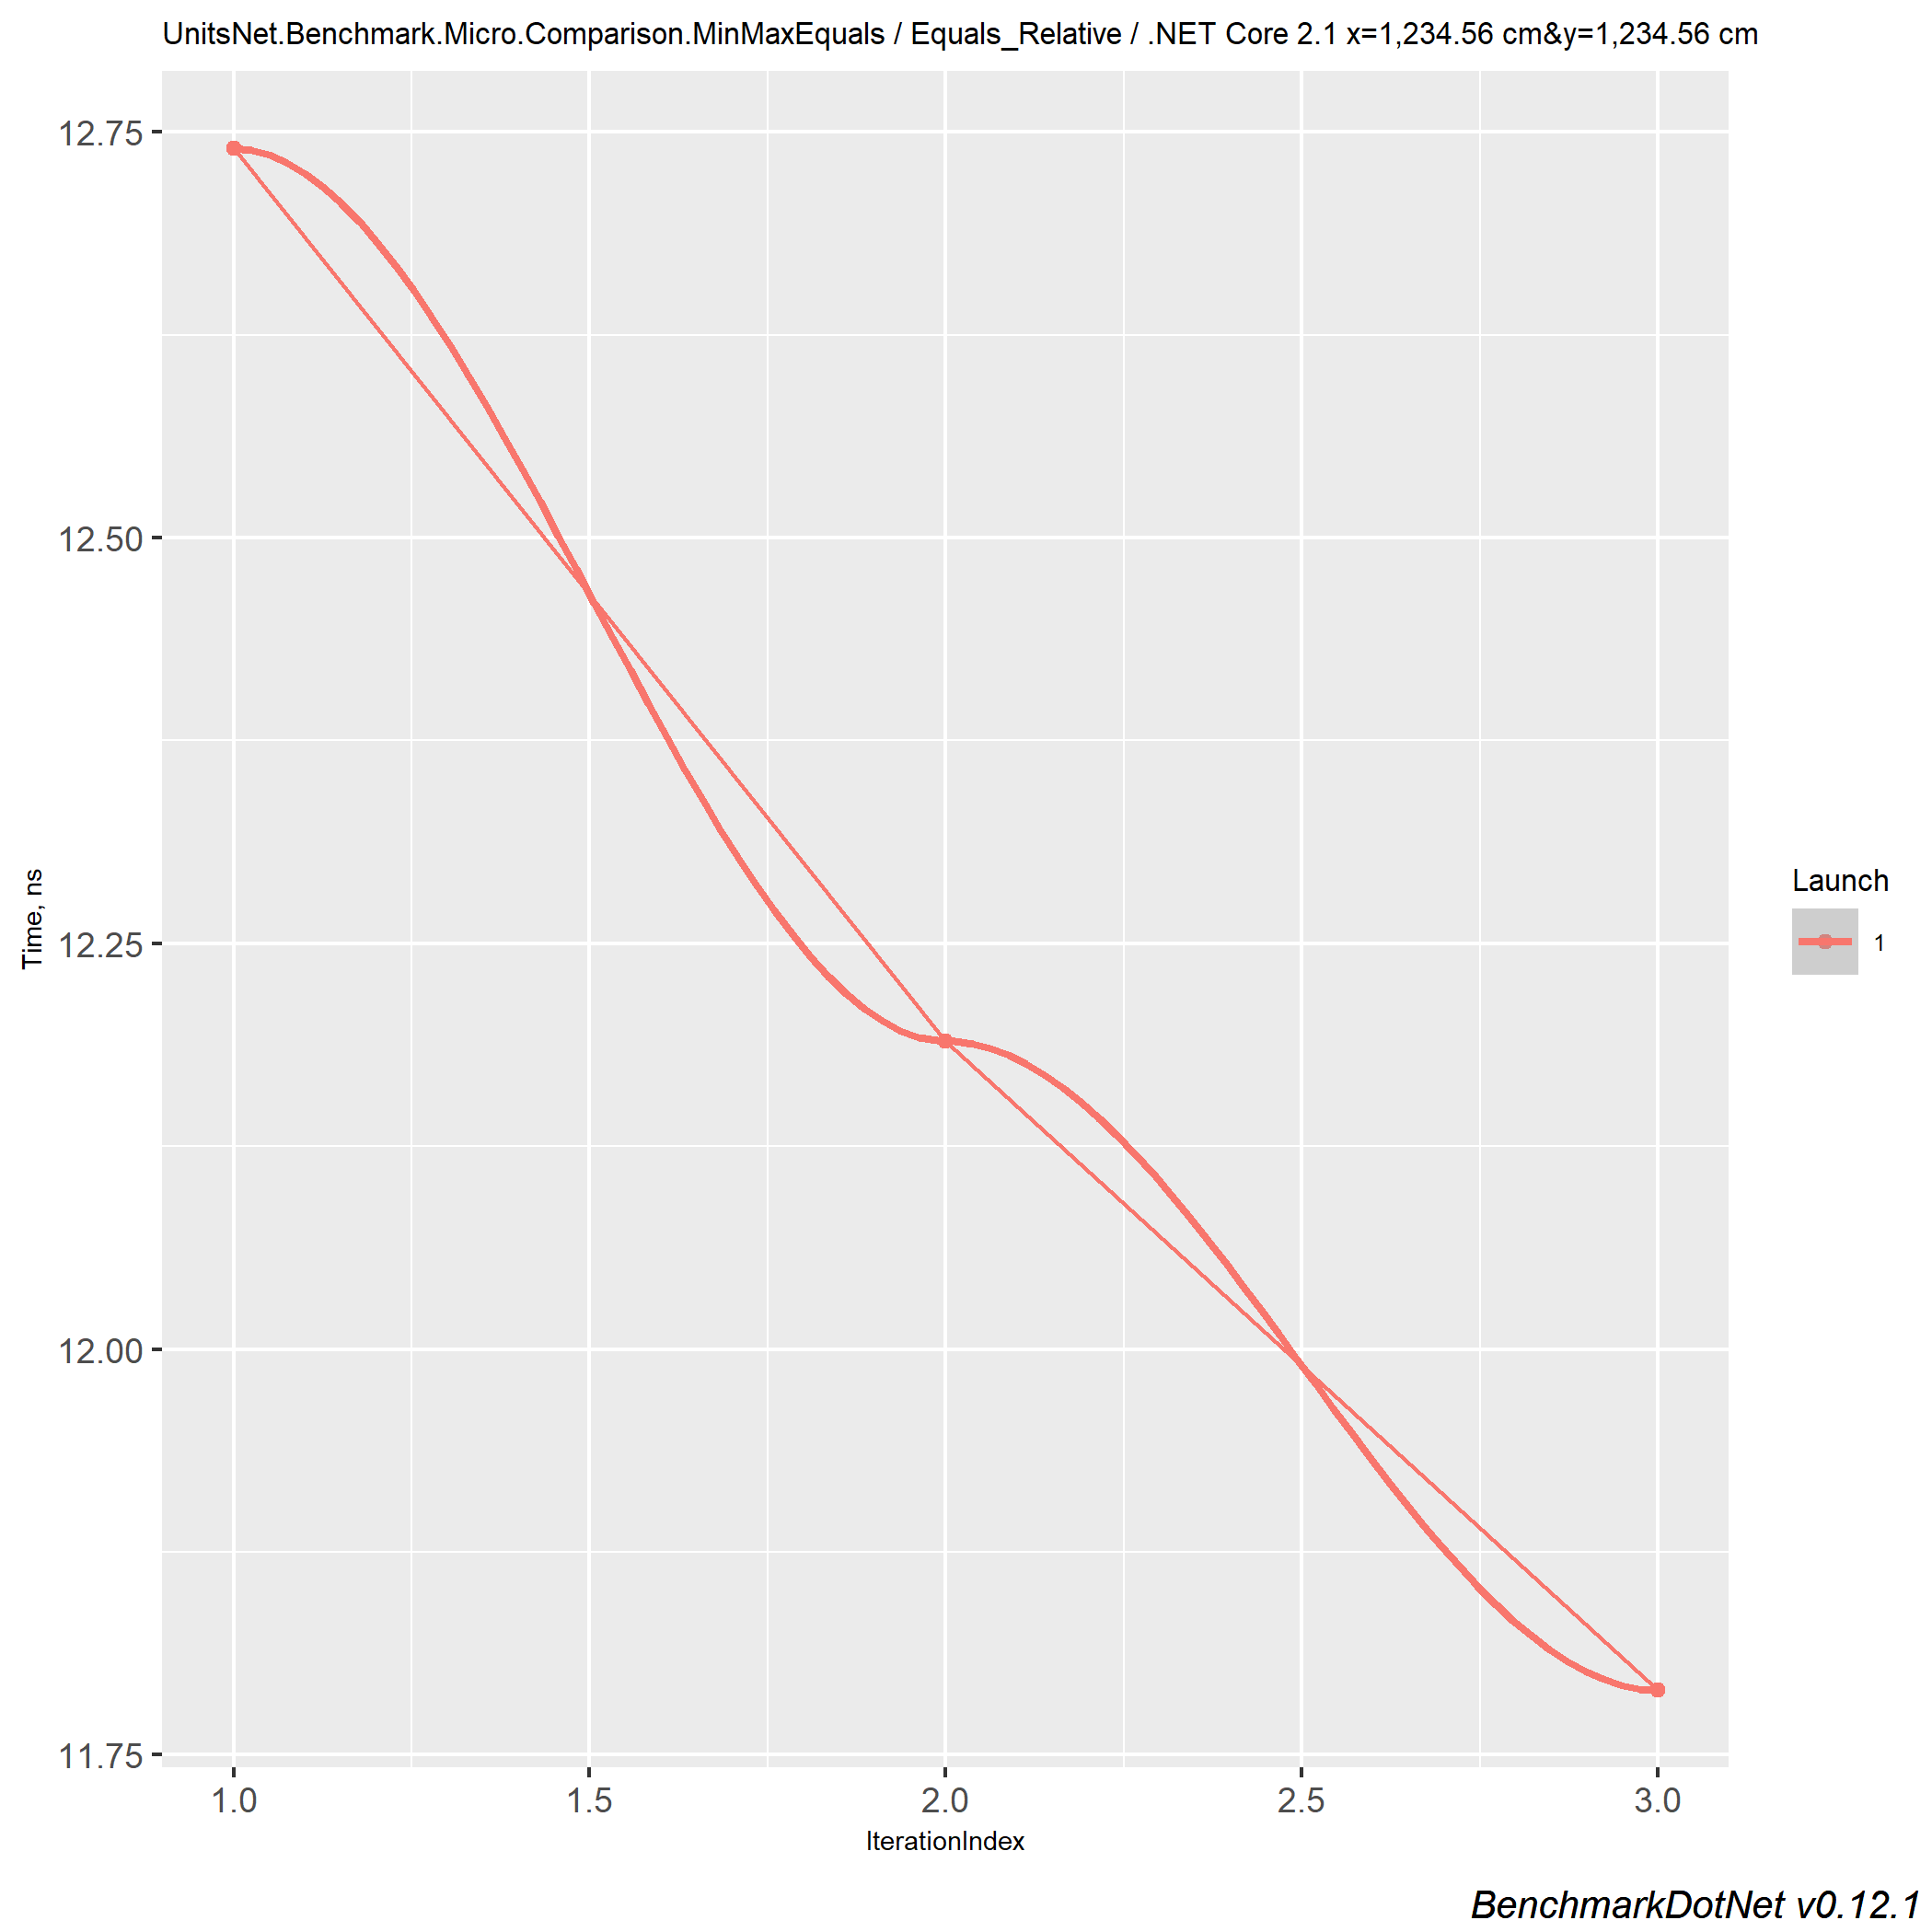 UnitsNet.Benchmark.Micro.Comparison.MinMaxEquals / Equals_Relative / .NET Core 2.1 x=1,234.56 cm&y=1,234.56 cm
12.75
12.50
12.25
12.00
11.75
Time, ns
1.0
1.5
2.0
2.5
3.0
IterationIndex
Launch
1
BenchmarkDotNet v0.12.1